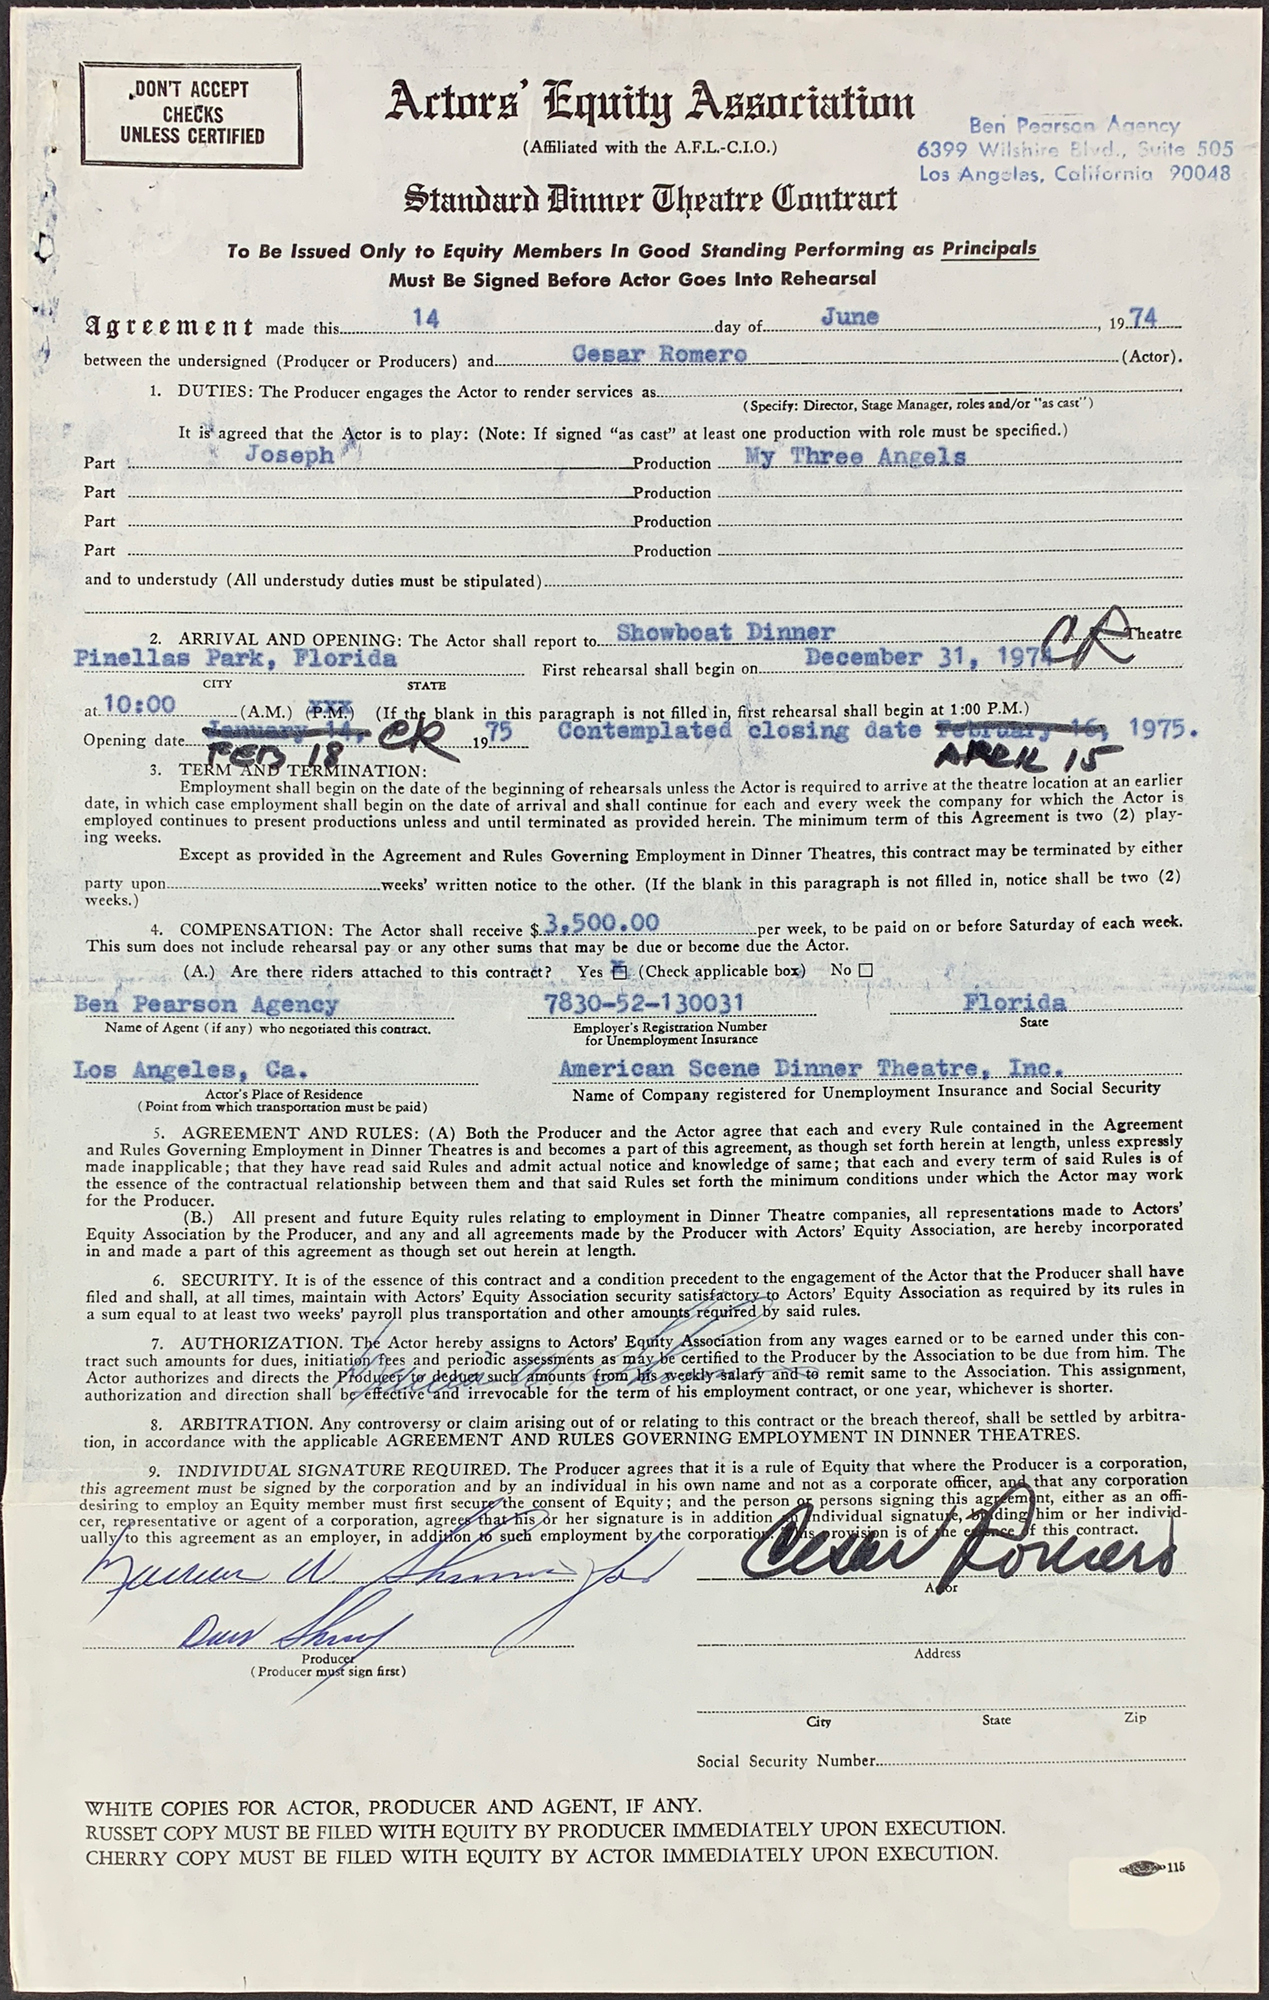 DON'T ACCEPT
CHECKS
UNLESS CERTIFIED
Actors' Equity Association
(Affiliated with the A.F.L.-C.I.O.)
Ben Pearson Agency
6399 Wilshire Blvd., Suite 505
Los Angeles, California 90048
Standard Dinner Theatre Contract
To Be Issued Only to Equity Members In Good Standing Performing as Principals
Must Be Signed Before Actor Goes Into Rehearsal
Agreement made this 14 day of June, 1974
between the undersigned (Producer or Producers) and Cesar Romero (Actor).
1. DUTIES: The Producer engages the Actor to render services as
(Specify: Director, Stage Manager, roles and/or "as cast")
It is agreed that the Actor is to play: (Note: If signed "as cast" at least one production with role must be specified.)
Part Joseph Production My Three Angels
Part Production
Part Production
Part Production
and to understudy (All understudy duties must be stipulated)
2. ARRIVAL AND OPENING: The Actor shall report to Showboat Dinner Theatre
CR
Pinellas Park, Florida First rehearsal shall begin on December 31, 1974
CITY STATE
at 10:00 (A.M.) (P.M.) (If the blank in this paragraph is not filled in, first rehearsal shall begin at 1:00 P.M.)
Opening date January 14, CR 1975 Contemplated closing date February 16, 1975.
FEB 18 APRIL 15
3. TERM AND TERMINATION:
Employment shall begin on the date of the beginning of rehearsals unless the Actor is required to arrive at the theatre location at an earlier
date, in which case employment shall begin on the date of arrival and shall continue for each and every week the company for which the Actor is
employed continues to present productions unless and until terminated as provided herein. The minimum term of this Agreement is two (2) play-
ing weeks.
Except as provided in the Agreement and Rules Governing Employment in Dinner Theatres, this contract may be terminated by either
party upon weeks' written notice to the other. (If the blank in this paragraph is not filled in, notice shall be two (2)
weeks.)
4. COMPENSATION: The Actor shall receive $3,500.00 per week, to be paid on or before Saturday of each week.
This sum does not include rehearsal pay or any other sums that may be due or become due the Actor.
(A.) Are there riders attached to this contract? Yes (Check applicable box) No
Ben Pearson Agency 7830-52-130031 Florida
Name of Agent (if any) who negotiated this contract. Employer's Registration Number State
for Unemployment Insurance
Los Angeles, Ca. American Scene Dinner Theatre, Inc.
Actor's Place of Residence Name of Company registered for Unemployment Insurance and Social Security
(Point from which transportation must be paid)
5. AGREEMENT AND RULES: (A) Both the Producer and the Actor agree that each and every Rule contained in the Agreement
and Rules Governing Employment in Dinner Theatres is and becomes a part of this agreement, as though set forth herein at length, unless expressly
made inapplicable; that they have read said Rules and admit actual notice and knowledge of same; that each and every term of said Rules is of
the essence of the contractual relationship between them and that said Rules set forth the minimum conditions under which the Actor may work
for the Producer.
(B.) All present and future Equity rules relating to employment in Dinner Theatre companies, all representations made to Actors'
Equity Association by the Producer, and any and all agreements made by the Producer with Actors' Equity Association, are hereby incorporated
in and made a part of this agreement as though set out herein at length.
6. SECURITY. It is of the essence of this contract and a condition precedent to the engagement of the Actor that the Producer shall have
filed and shall, at all times, maintain with Actors' Equity Association security satisfactory to Actors' Equity Association as required by its rules in
a sum equal to at least two weeks' payroll plus transportation and other amounts required by said rules.
7. AUTHORIZATION. The Actor hereby assigns to Actors' Equity Association from any wages earned or to be earned under this con-
tract such amounts for dues, initiation fees and periodic assessments as may be certified to the Producer by the Association to be due from him. The
Actor authorizes and directs the Producer to deduct such amounts from his weekly salary and to remit same to the Association. This assignment,
authorization and direction shall be effective and irrevocable for the term of his employment contract, or one year, whichever is shorter.
8. ARBITRATION. Any controversy or claim arising out of or relating to this contract or the breach thereof, shall be settled by arbitra-
tion, in accordance with the applicable AGREEMENT AND RULES GOVERNING EMPLOYMENT IN DINNER THEATRES.
9. INDIVIDUAL SIGNATURE REQUIRED. The Producer agrees that it is a rule of Equity that where the Producer is a corporation,
this agreement must be signed by the corporation and by an individual in his own name and not as a corporate officer, and that any corporation
desiring to employ an Equity member must first secure the consent of Equity; and the person or persons signing this agreement, either as an offi-
cer, representative or agent of a corporation, agrees that his or her signature is in addition individual signature, binding him or her individ-
ually to this agreement as an employer, in addition to such employment by the corporation. This provision is of the essence of this contract.
Cesar Romero
Actor
Producer Address
(Producer must sign first)
City State Zip
Social Security Number
WHITE COPIES FOR ACTOR, PRODUCER AND AGENT, IF ANY.
RUSSET COPY MUST BE FILED WITH EQUITY BY PRODUCER IMMEDIATELY UPON EXECUTION.
CHERRY COPY MUST BE FILED WITH EQUITY BY ACTOR IMMEDIATELY UPON EXECUTION.
115